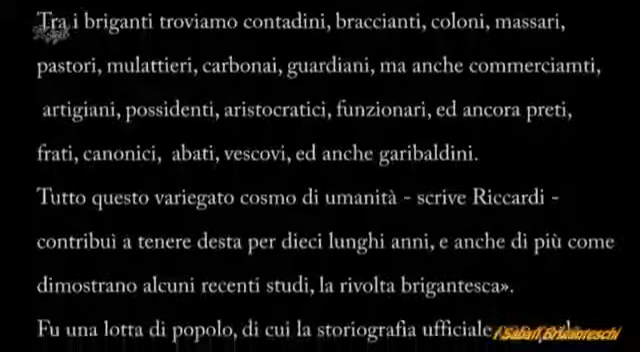 Tra i briganti troviamo contadini, braccianti, coloni, massari,
pastori, mulattieri, carbonai, guardiani, ma anche commerciamti,
artigiani, possidenti, aristocratici, funzionari, ed ancora preti,
frati, canonici, abati, vescovi, ed anche garibaldini.
Tutto questo variegato cosmo di umanità - scrive Riccardi -
contribuì a tenere desta per dieci lunghi anni, e anche di più come
dimostrano alcuni recenti studi, la rivolta brigantesca».
Fu una lotta di popolo, di cui la storiografia ufficiale
I Sabati Briganteschi